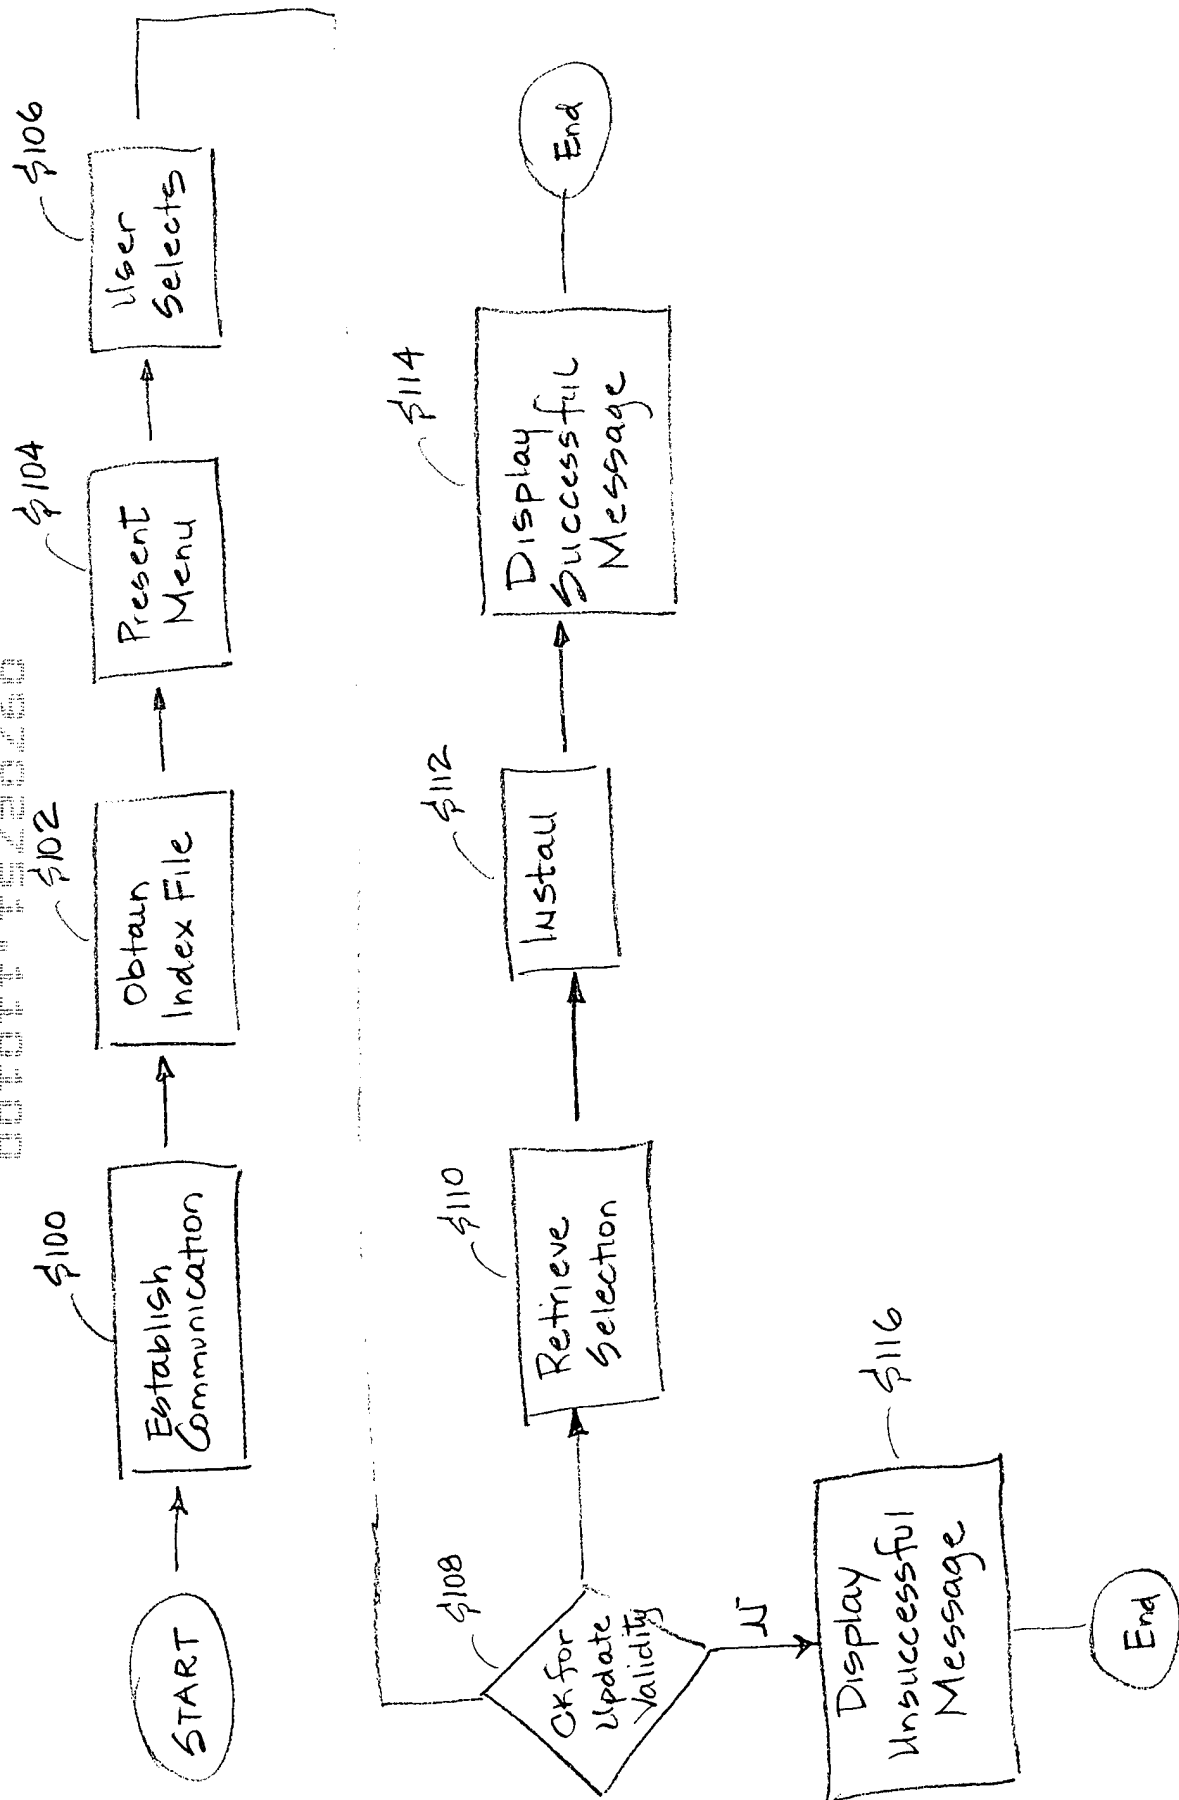 START
Establish
Communication
S100
Obtain
Index File
S102
Present
Menu
S104
User
Selects
S106
CK for
Update
Validity
S108
N
Retrieve
Selection
S110
Install
S112
Display
Successful
Message
S114
End
Display
Unsuccessful
Message
S116
End